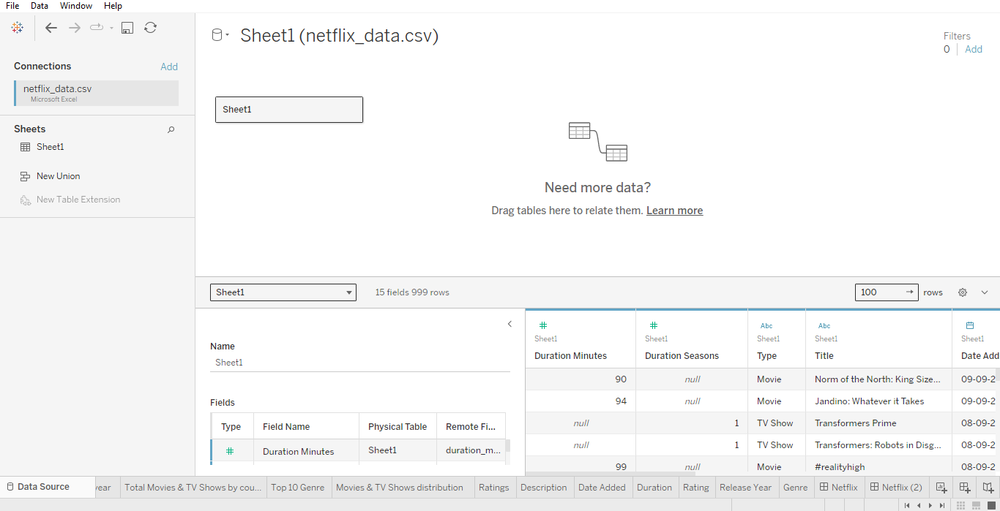 File Data Window Help
Sheet1 (netflix_data.csv)
Filters
0 Add
Connections Add
netflix_data.csv
Microsoft Excel
Sheets
Sheet1
New Union
New Table Extension
Sheet1
Need more data?
Drag tables here to relate them. Learn more
Sheet1 15 fields 999 rows 100 rows
Name
Sheet1
Fields
Type Field Name Physical Table Remote Fi...
Duration Minutes Sheet1 duration_m...
Abc Abc
Sheet1 Sheet1 Sheet1 Sheet1 Sheet1
Duration Minutes Duration Seasons Type Title Date Add
90 null Movie Norm of the North: King Size... 09-09-2
94 null Movie Jandino: Whatever it Takes 09-09-2
null 1 TV Show Transformers Prime 08-09-2
null 1 TV Show Transformers: Robots in Disg... 08-09-2
99 null Movie #realityhigh 08-09-2
Data Source year Total Movies & TV Shows by cou... Top 10 Genre Movies & TV Shows distribution Ratings Description Date Added Duration Rating Release Year Genre Netflix Netflix (2)